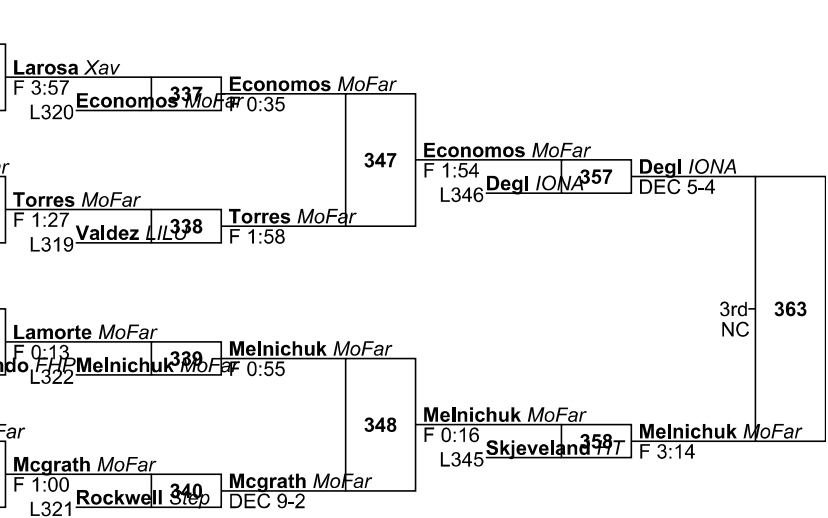 Larosa Xav
F 3:57
L320 Economos MoFar
337
Economos MoFar
F 0:35
347
Economos MoFar
F 1:54
L346 Degl IONA
357
Degl IONA
DEC 5-4
Torres MoFar
F 1:27
L319 Valdez LILU
338
Torres MoFar
F 1:58
3rd
NC
363
Lamorte MoFar
F 0:13
L322 Melnichuk MoFar
339
Melnichuk MoFar
F 0:55
348
Melnichuk MoFar
F 0:16
L345 Skjeveland HT
358
Melnichuk MoFar
F 3:14
Mcgrath MoFar
F 1:00
L321 Rockwell Step
340
Mcgrath MoFar
DEC 9-2